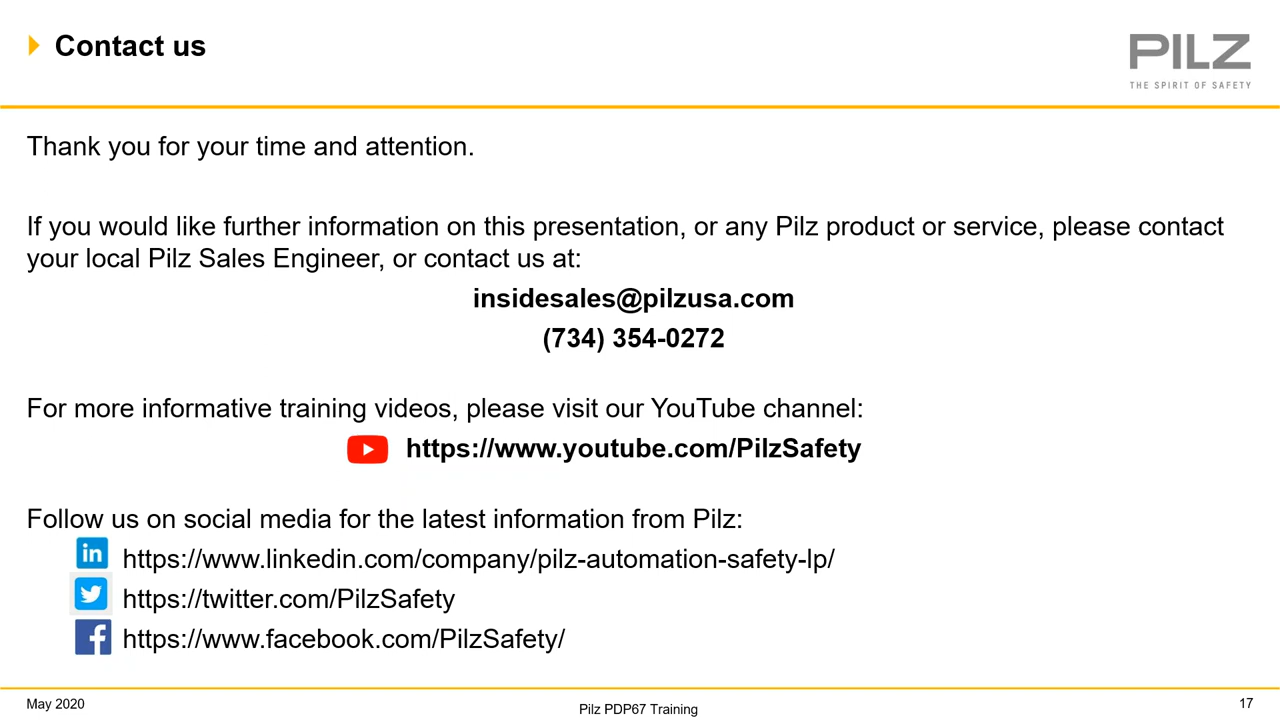 Contact us
PILZ
THE SPIRIT OF SAFETY
Thank you for your time and attention.
If you would like further information on this presentation, or any Pilz product or service, please contact
your local Pilz Sales Engineer, or contact us at:
insidesales@pilzusa.com
(734) 354-0272
For more informative training videos, please visit our YouTube channel:
https://www.youtube.com/PilzSafety
Follow us on social media for the latest information from Pilz:
in https://www.linkedin.com/company/pilz-automation-safety-lp/
https://twitter.com/PilzSafety
f https://www.facebook.com/PilzSafety/
May 2020
Pilz PDP67 Training
17